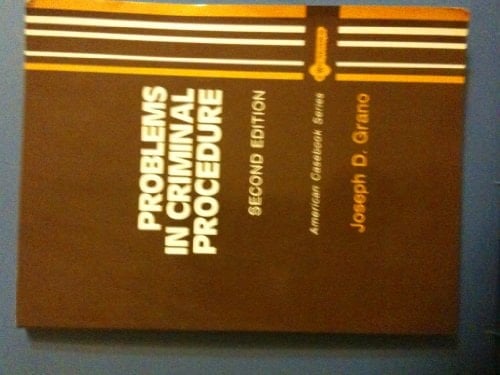 PROBLEMS
IN CRIMINAL
PROCEDURE
SECOND EDITION
American Casebook Series
Joseph D. Grano